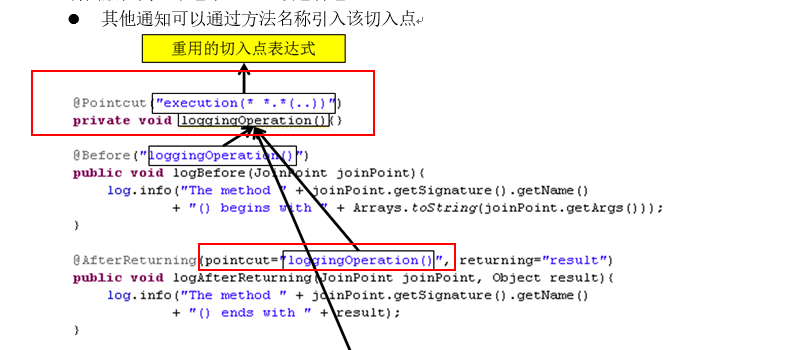 ● 其他通知可以通过方法名称引入该切入点
重用的切入点表达式
@Pointcut("execution(* *.*(..))")
private void loggingOperation(){}
@Before("loggingOperation()")
public void logBefore(JoinPoint joinPoint){
log.info("The method " + joinPoint.getSignature().getName()
+ "() begins with " + Arrays.toString(joinPoint.getArgs()));
}
@AfterReturning(pointcut="loggingOperation()", returning="result")
public void logAfterReturning(JoinPoint joinPoint, Object result){
log.info("The method " + joinPoint.getSignature().getName()
+ "() ends with " + result);
}